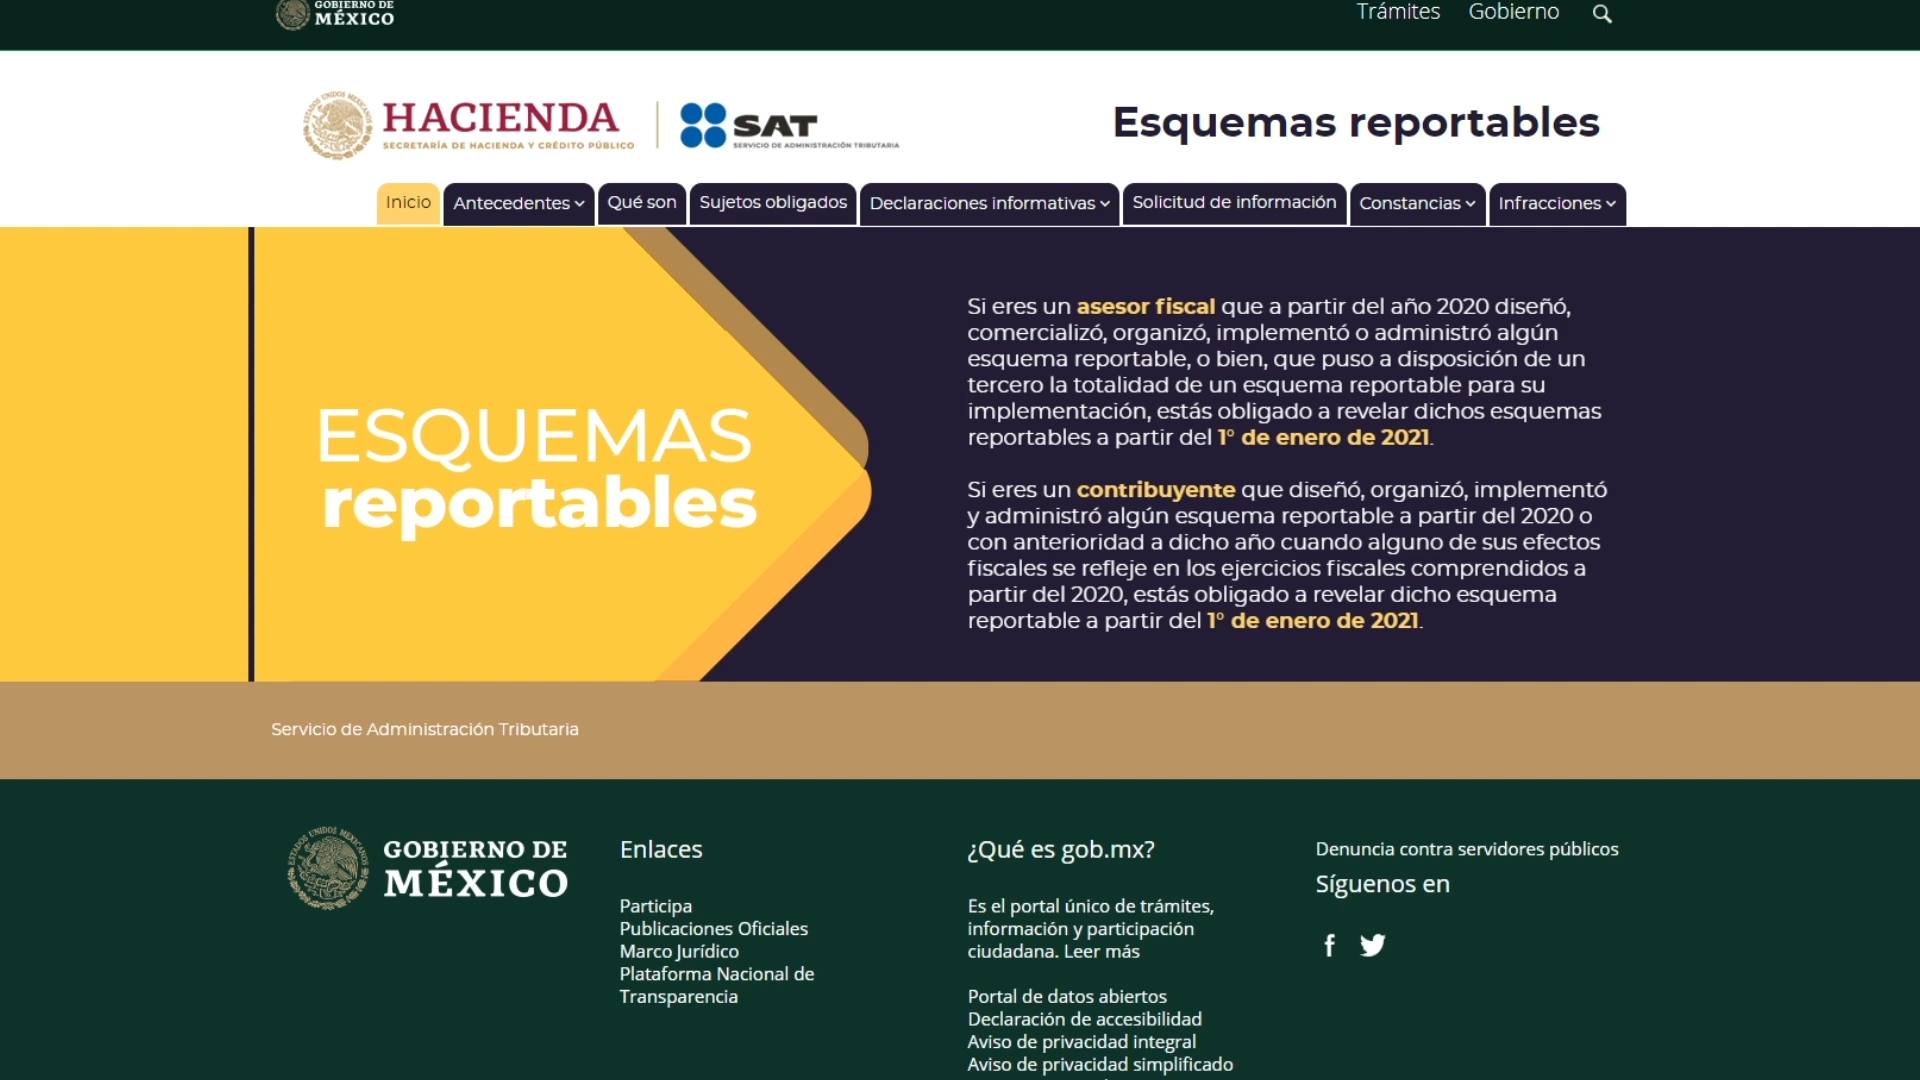 GOBIERNO DE
MÉXICO
Trámites
Gobierno
ESTADOS UNIDOS MEXICANOS
HACIENDA
SECRETARÍA DE HACIENDA Y CRÉDITO PÚBLICO
SAT
SERVICIO DE ADMINISTRACIÓN TRIBUTARIA
Esquemas reportables
Inicio
Antecedentes
Qué son
Sujetos obligados
Declaraciones informativas
Solicitud de información
Constancias
Infracciones
ESQUEMAS
reportables
Si eres un asesor fiscal que a partir del año 2020 diseñó,
comercializó, organizó, implementó o administró algún
esquema reportable, o bien, que puso a disposición de un
tercero la totalidad de un esquema reportable para su
implementación, estás obligado a revelar dichos esquemas
reportables a partir del 1° de enero de 2021.
Si eres un contribuyente que diseñó, organizó, implementó
y administró algún esquema reportable a partir del 2020 o
con anterioridad a dicho año cuando alguno de sus efectos
fiscales se refleje en los ejercicios fiscales comprendidos a
partir del 2020, estás obligado a revelar dicho esquema
reportable a partir del 1° de enero de 2021.
Servicio de Administración Tributaria
ESTADOS UNIDOS MEXICANOS
GOBIERNO DE
MÉXICO
Enlaces
Participa
Publicaciones Oficiales
Marco Jurídico
Plataforma Nacional de
Transparencia
¿Qué es gob.mx?
Es el portal único de trámites,
información y participación
ciudadana. Leer más
Portal de datos abiertos
Declaración de accesibilidad
Aviso de privacidad integral
Aviso de privacidad simplificado
Denuncia contra servidores públicos
Síguenos en